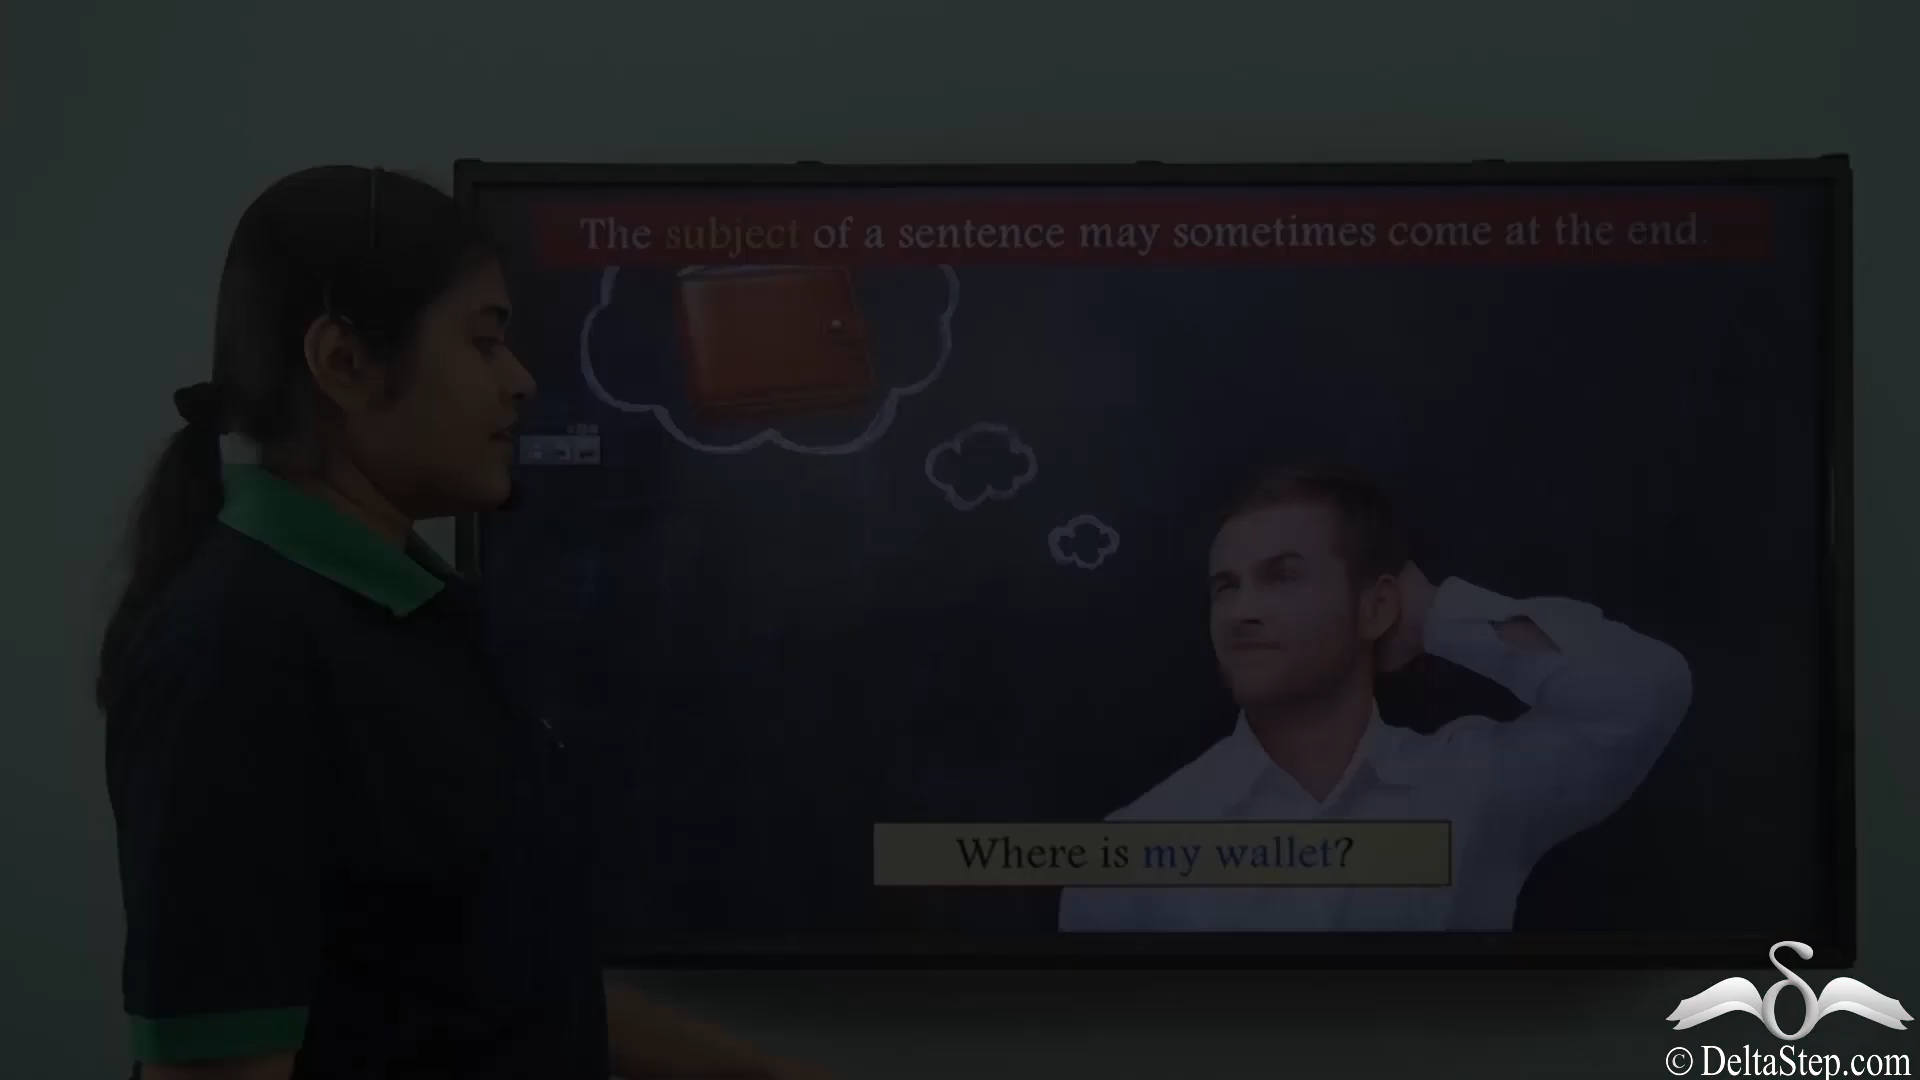 The subject of a sentence may sometimes come at the end.
Where is my wallet?
© DeltaStep.com